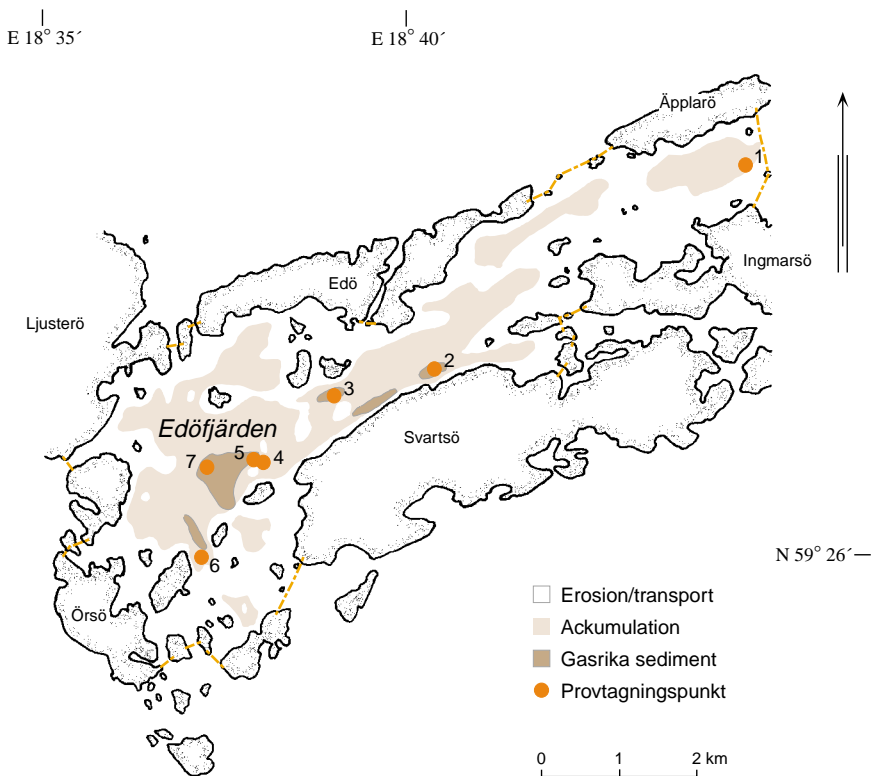 E 18° 35´
E 18° 40´
Äpplarö
1
Ingmarsö
Edö
Ljusterö
2
3
Edöfjärden
Svartsö
5
4
7
6
N 59° 26´
Örsö
Erosion/transport
Ackumulation
Gasrika sediment
Provtagningspunkt
0 1 2 km